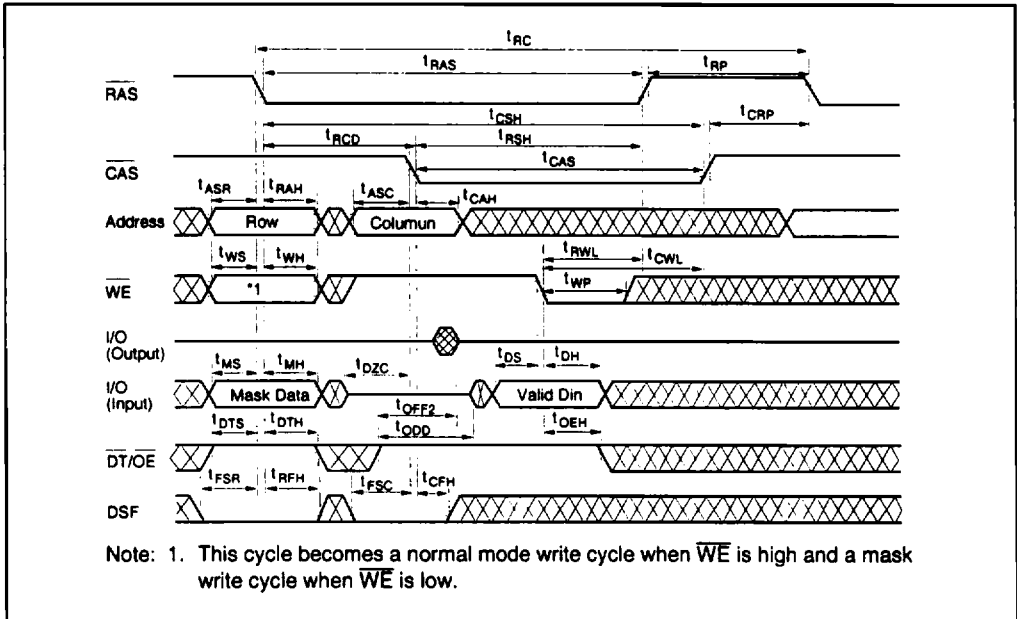 tRC
tRAS tRP
RAS
tCSH tCRP
tRCD tRSH
CAS tCAS
tASR tRAH tASC tCAH
Address Row Columun
tWS tWH tRWL tCWL
WE *1 tWP
I/O
(Output)
tMS tMH tDZC tDS tDH
I/O
(Input) Mask Data Valid Din
tOFF2
tDTS tDTH tODD tOEH
DT/OE
tFSR tRFH tFSC tCFH
DSF
Note: 1. This cycle becomes a normal mode write cycle when WE is high and a mask
write cycle when WE is low.